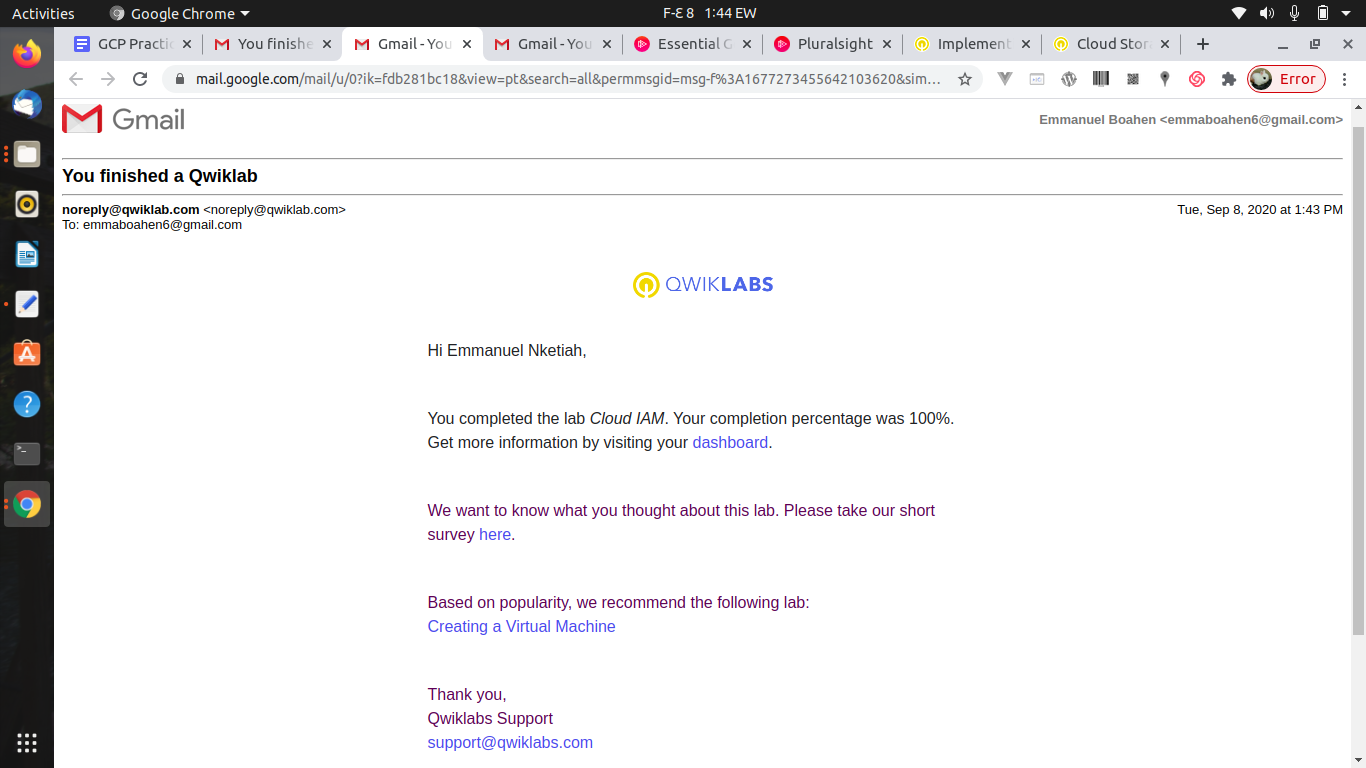 Activities Google Chrome F-Ɛ 8 1:44 EW
GCP Practi You finishe Gmail - You Gmail - You Essential G Pluralsight Implement Cloud Stor
mail.google.com/mail/u/0?ik=fdb281bc18&view=pt&search=all&permmsgid=msg-f%3A1677273455642103620&sim... Error
Gmail Emmanuel Boahen <emmaboahen6@gmail.com>
You finished a Qwiklab
noreply@qwiklab.com <noreply@qwiklab.com> Tue, Sep 8, 2020 at 1:43 PM
To: emmaboahen6@gmail.com
QWIKLABS
Hi Emmanuel Nketiah,
You completed the lab Cloud IAM. Your completion percentage was 100%.
Get more information by visiting your dashboard.
We want to know what you thought about this lab. Please take our short
survey here.
Based on popularity, we recommend the following lab:
Creating a Virtual Machine
Thank you,
Qwiklabs Support
support@qwiklabs.com